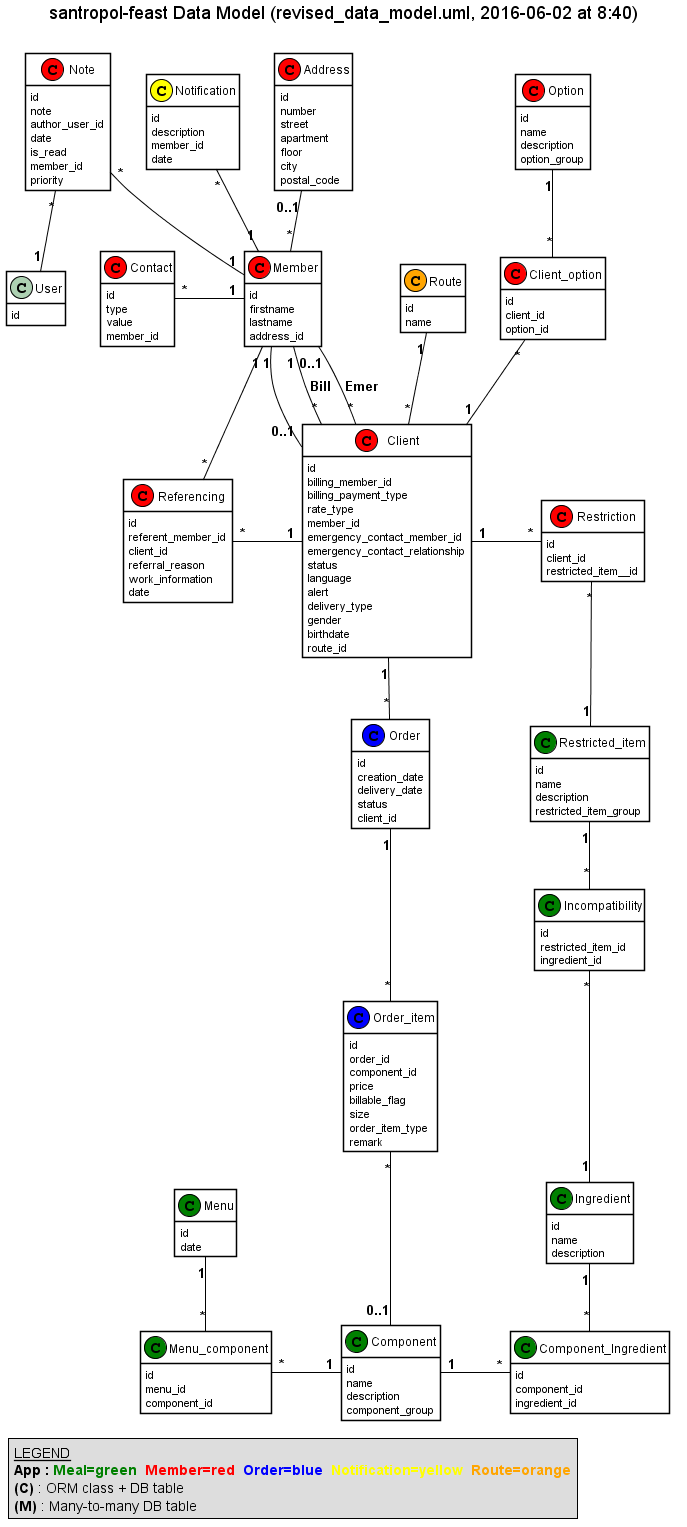 santropol-feast Data Model (revised_data_model.uml, 2016-06-02 at 8:40)
C Note
id
note
author_user_id
date
is_read
member_id
priority
C Notification
id
description
member_id
date
C Address
id
number
street
apartment
floor
city
postal_code
C Option
id
name
description
option_group
* 1
* 1
* 1
0..1 *
1 *
C User
id
C Contact
id
type
value
member_id
* 1
C Member
id
firstname
lastname
address_id
C Route
id
name
C Client_option
id
client_id
option_id
1 *
1 0..1
1 Bill *
0..1 Emer *
1 *
* 1
C Referencing
id
referent_member_id
client_id
referral_reason
work_information
date
* 1
C Client
id
billing_member_id
billing_payment_type
rate_type
member_id
emergency_contact_member_id
emergency_contact_relationship
status
language
alert
delivery_type
gender
birthdate
route_id
1 *
C Restriction
id
client_id
restricted_item__id
1 *
* 1
C Order
id
creation_date
delivery_date
status
client_id
C Restricted_item
id
name
description
restricted_item_group
1 *
1 *
C Incompatibility
id
restricted_item_id
ingredient_id
C Order_item
id
order_id
component_id
price
billable_flag
size
order_item_type
remark
* 1
* 0..1
C Menu
id
date
C Ingredient
id
name
description
1 *
1 *
C Menu_component
id
menu_id
component_id
* 1
C Component
id
name
description
component_group
1 *
C Component_Ingredient
id
component_id
ingredient_id
LEGEND
App : Meal=green Member=red Order=blue Notification=yellow Route=orange
(C) : ORM class + DB table
(M) : Many-to-many DB table